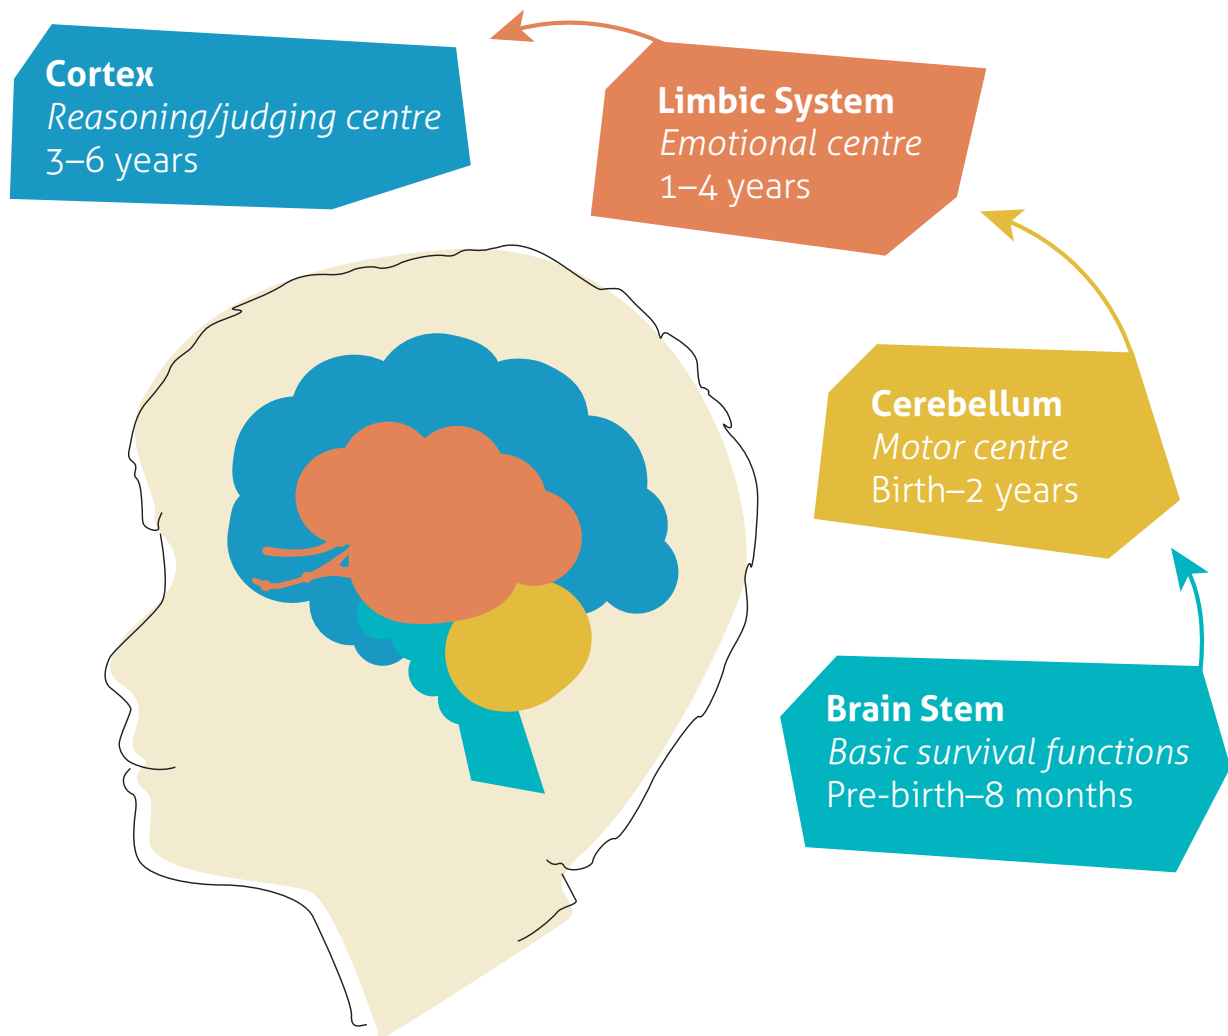 Cortex
Reasoning/judging centre
3–6 years
Limbic System
Emotional centre
1–4 years
Cerebellum
Motor centre
Birth–2 years
Brain Stem
Basic survival functions
Pre-birth–8 months